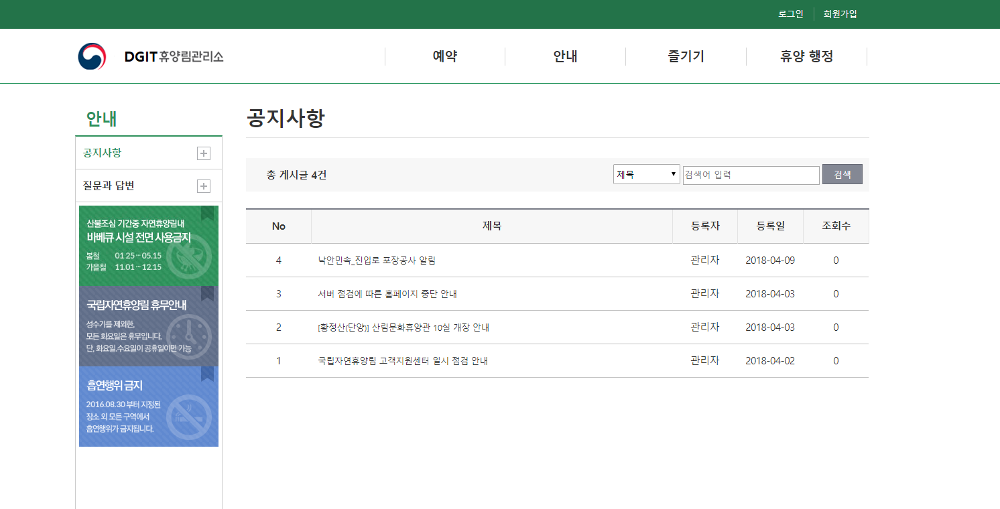 로그인 회원가입
DGIT휴양림관리소 예약 안내 즐기기 휴양 행정
안내
공지사항
질문과 답변
산불조심 기간중 자연휴양림내
바베큐 시설 전면 사용금지
봄철 01.25 ··· 05.15
가을철 11.01 ··· 12.15
국립자연휴양림 휴무안내
성수기를 제외한,
모든 화요일은 휴무입니다.
단, 화요일.수요일이 공휴일이면 가능
흡연행위 금지
2016.08.30 부터 지정된
장소 외 모든 구역에서
흡연행위가 금지됩니다.
공지사항
총 게시글 4건 제목 검색어 입력 검색
No 제목 등록자 등록일 조회수
4 낙안민속_진입로 포장공사 알림 관리자 2018-04-09 0
3 서버 점검에 따른 홈페이지 중단 안내 관리자 2018-04-03 0
2 [황정산(단양)] 산림문화휴양관 10실 개장 안내 관리자 2018-04-03 0
1 국립자연휴양림 고객지원센터 일시 점검 안내 관리자 2018-04-02 0